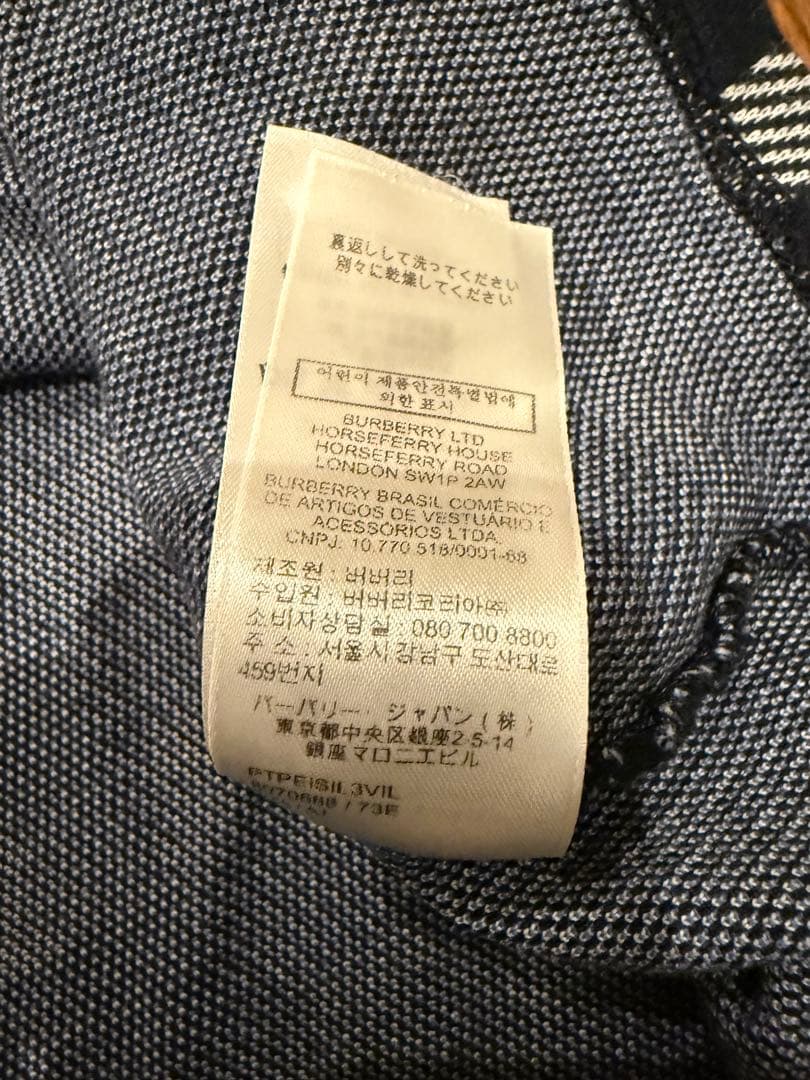 裏返しして洗ってください
別々に乾燥してください
어린이 제품안전특별법에
의한 표시
BURBERRY LTD
HORSEFERRY HOUSE
HORSEFERRY ROAD
LONDON SW1P 2AW
BURBERRY BRASIL COMÉRCIO
DE ARTIGOS DE VESTUÁRIO E
ACESSÓRIOS LTDA.
CNPJ. 10.770 518/0001-68
제조원 : 버버리
수입원 : 버버리코리아㈜
소비자상담실 : 080 700 8800
주 소 : 서울시 강남구 도산대로
459번지
バーバリー・ジャパン(株)
東京都中央区銀座2-5-14
銀座マロニエビル
/ 73E